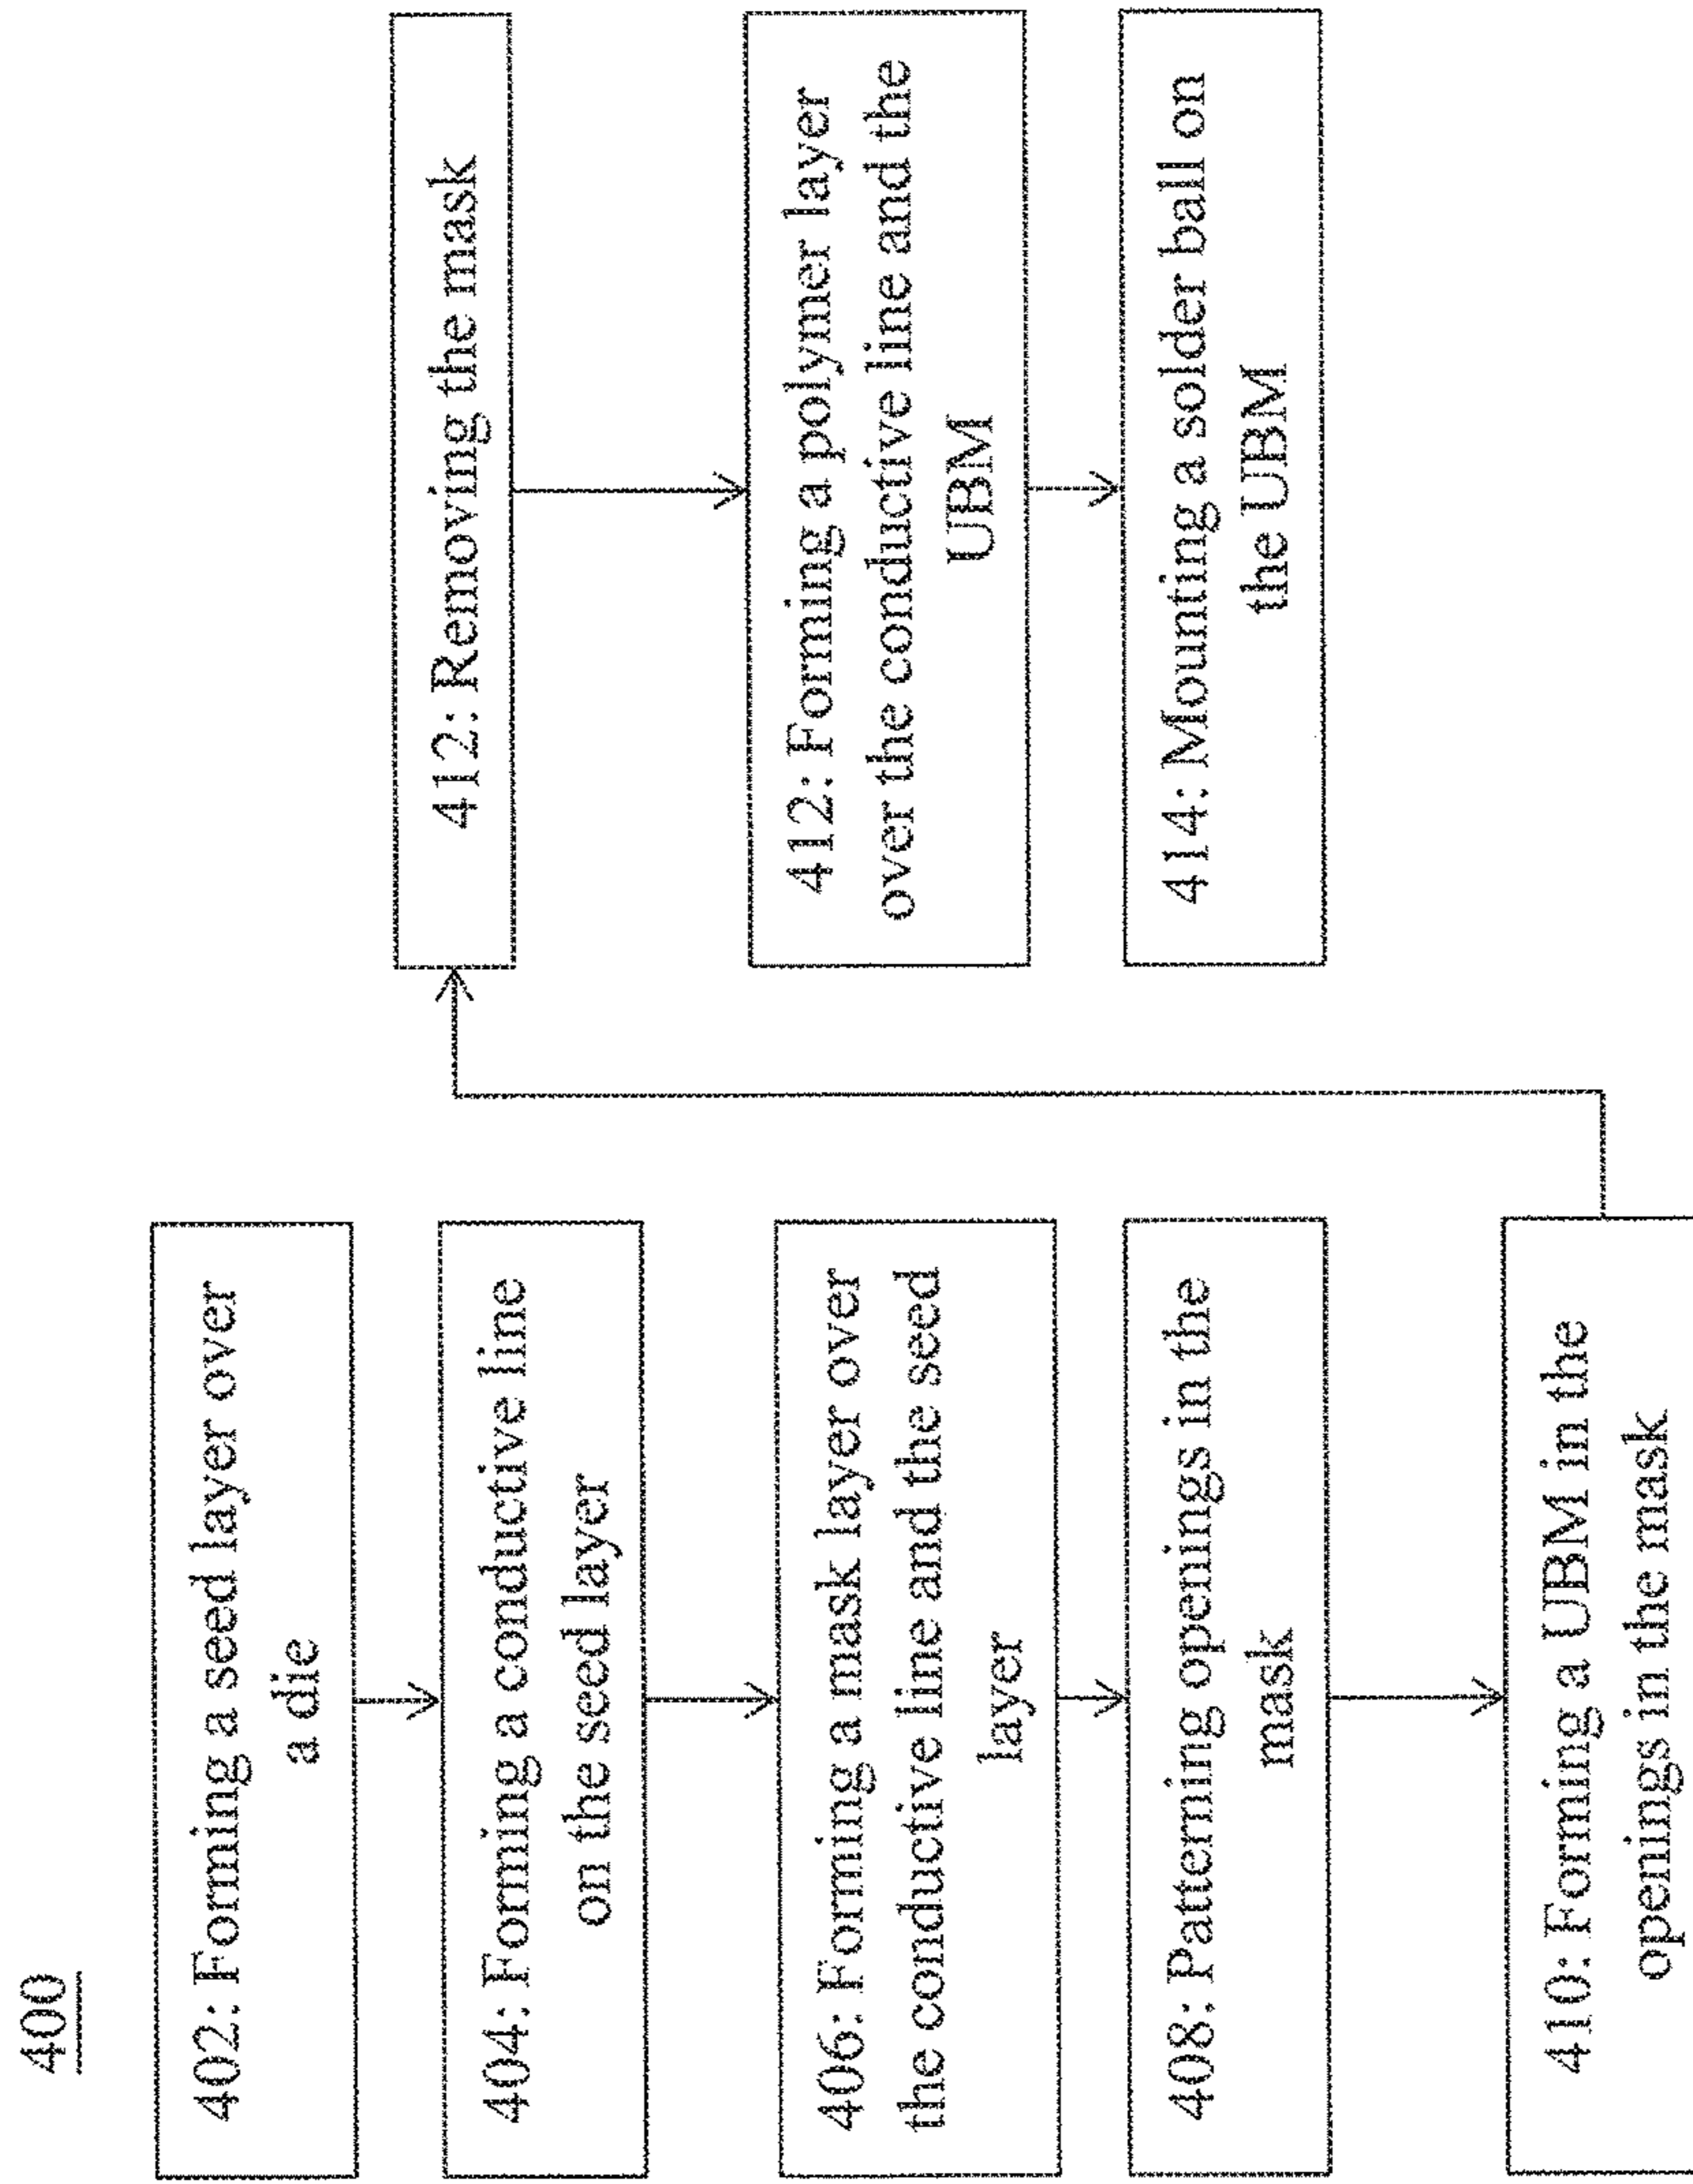 400
402: Forming a seed layer over
a die
404: Forming a conductive line
on the seed layer
406: Forming a mask layer over
the conductive line and the seed
layer
408: Patterning openings in the
mask
410: Forming a UBM in the
openings in the mask
412: Removing the mask
412: Forming a polymer layer
over the conductive line and the
UBM
414: Mounting a solder ball on
the UBM